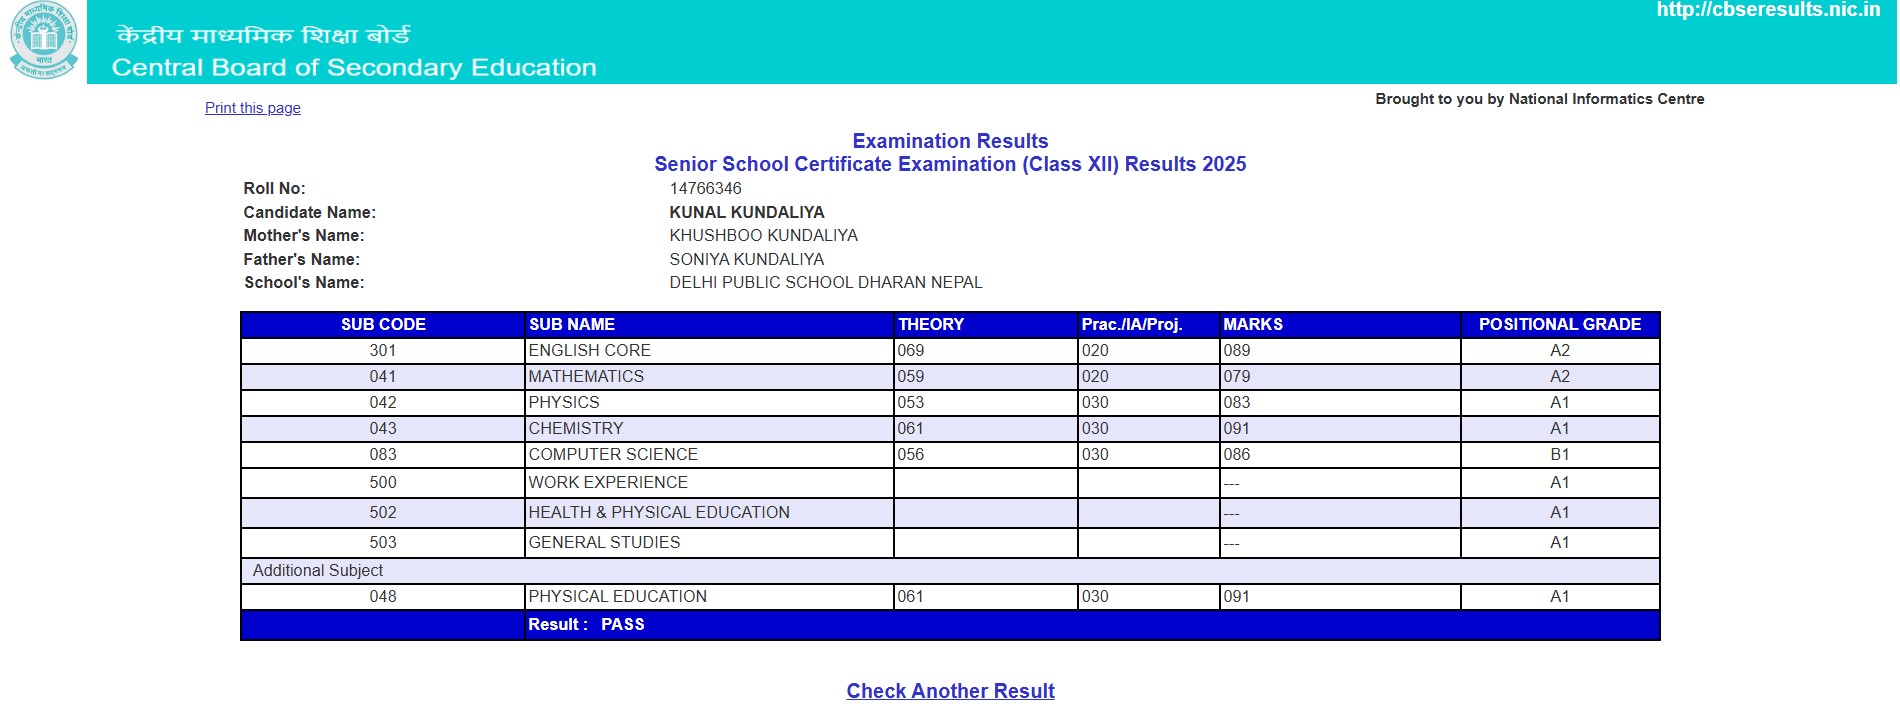 http://cbseresults.nic.in
केंद्रीय माध्यमिक शिक्षा बोर्ड
Central Board of Secondary Education
केन्द्रीय माध्यमिक शिक्षा बोर्ड
भारत
असतो मा सद्गमय
Print this page
Brought to you by National Informatics Centre
Examination Results
Senior School Certificate Examination (Class XII) Results 2025
Roll No: 14766346
Candidate Name: KUNAL KUNDALIYA
Mother's Name: KHUSHBOO KUNDALIYA
Father's Name: SONIYA KUNDALIYA
School's Name: DELHI PUBLIC SCHOOL DHARAN NEPAL
SUB CODE SUB NAME THEORY Prac./IA/Proj. MARKS POSITIONAL GRADE
301 ENGLISH CORE 069 020 089 A2
041 MATHEMATICS 059 020 079 A2
042 PHYSICS 053 030 083 A1
043 CHEMISTRY 061 030 091 A1
083 COMPUTER SCIENCE 056 030 086 B1
500 WORK EXPERIENCE --- A1
502 HEALTH & PHYSICAL EDUCATION --- A1
503 GENERAL STUDIES --- A1
Additional Subject
048 PHYSICAL EDUCATION 061 030 091 A1
Result : PASS
Check Another Result